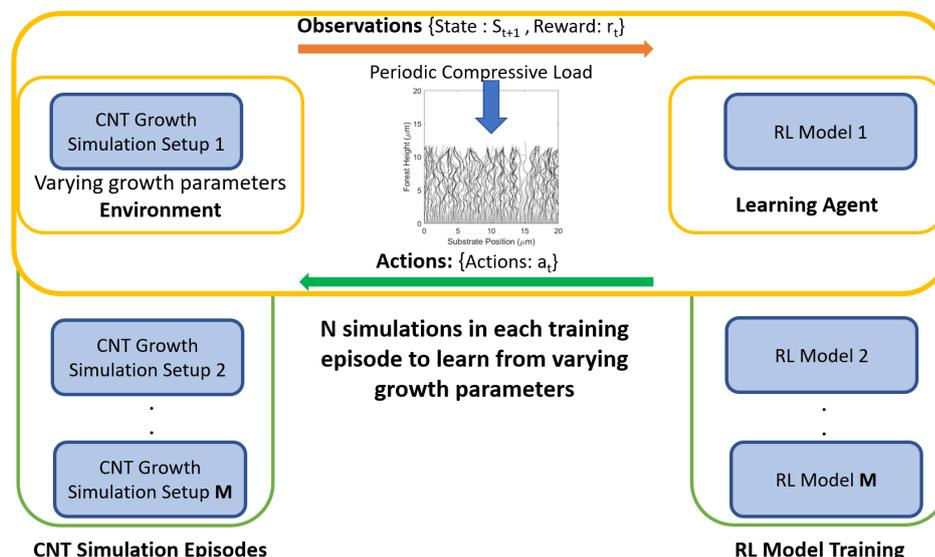 Observations {State : St+1 , Reward: rt}
Periodic Compressive Load
CNT Growth
Simulation Setup 1
Varying growth parameters
Environment
20
15
10
5
0
Forest Height (μm)
0 5 10 15 20
Substrate Position (μm)
RL Model 1
Learning Agent
Actions: {Actions: at}
N simulations in each training
episode to learn from varying
growth parameters
CNT Growth
Simulation Setup 2
.
.
CNT Growth
Simulation Setup M
CNT Simulation Episodes
RL Model 2
.
.
RL Model M
RL Model Training